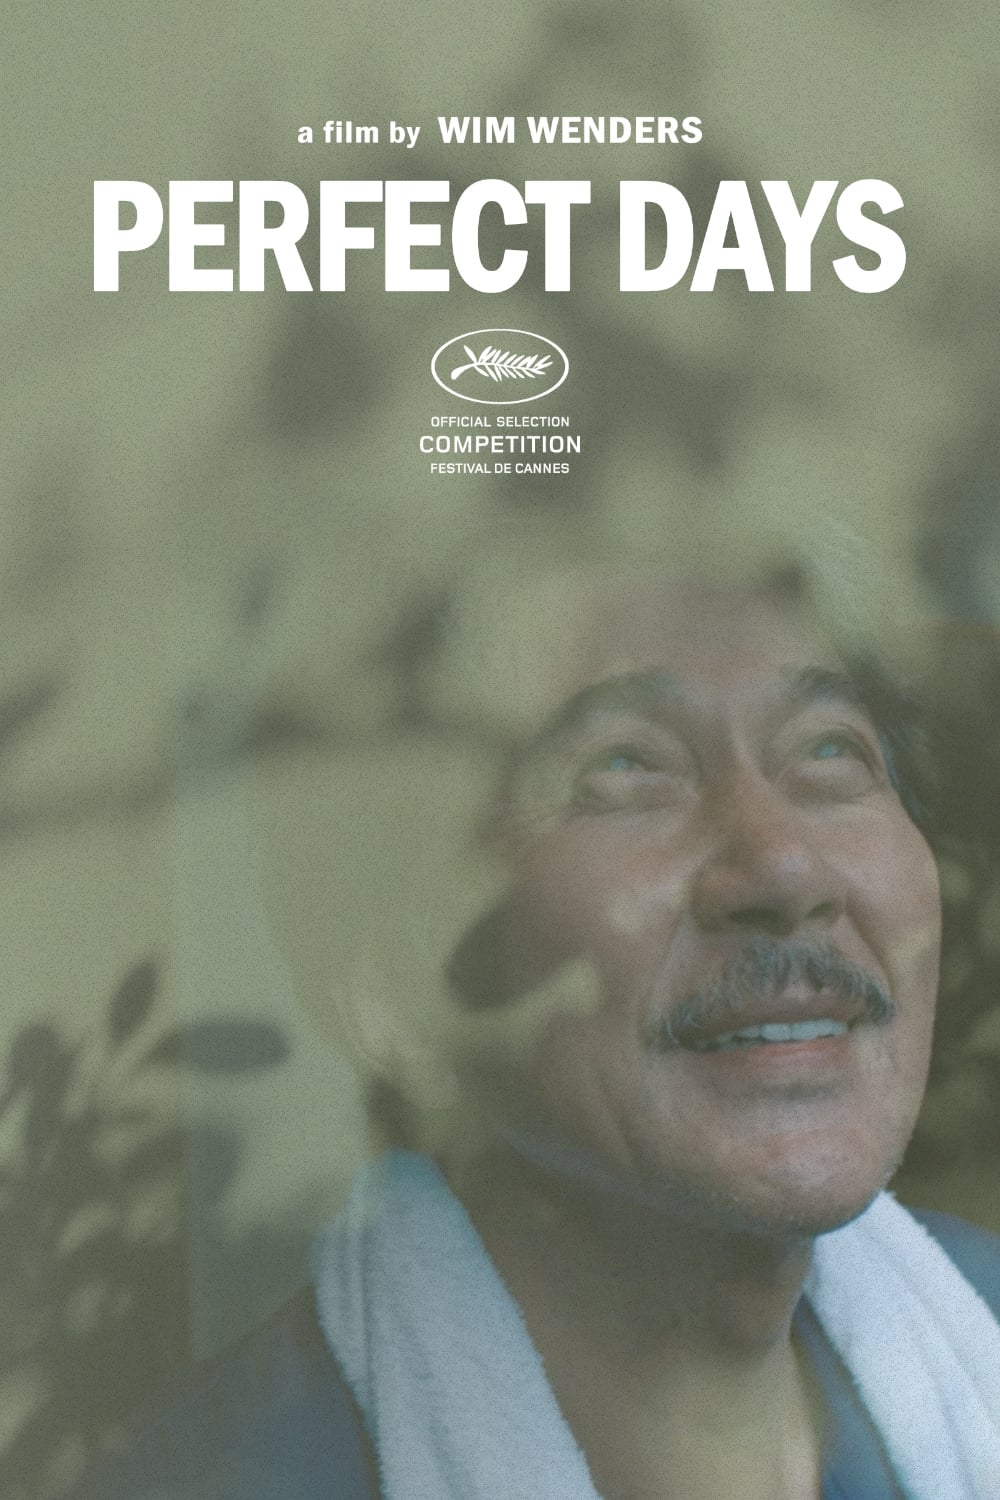 a film by WIM WENDERS
PERFECT DAYS
OFFICIAL SELECTION
COMPETITION
FESTIVAL DE CANNES